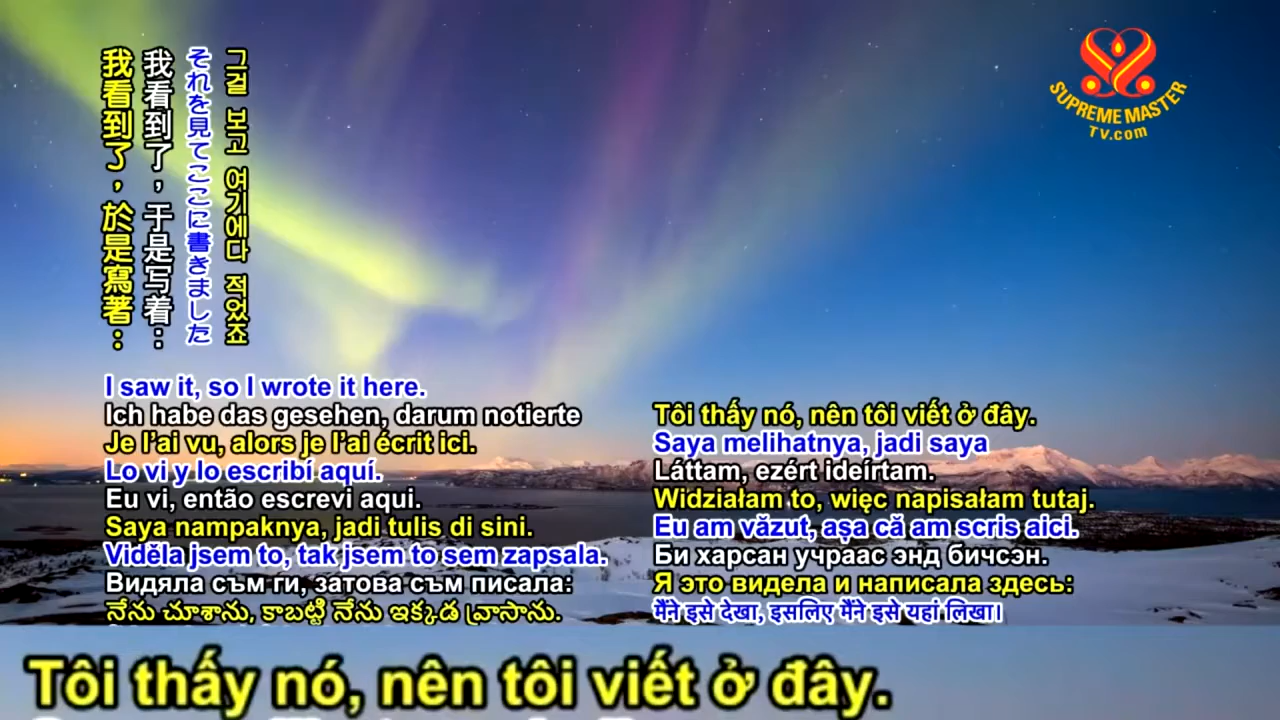 我看到了，於是寫著：
我看到了，于是写着：
それを見てここに書きました
그걸 보고 여기에다 적었죠
SUPREME MASTER
TV.com
I saw it, so I wrote it here.
Ich habe das gesehen, darum notierte
Je l’ai vu, alors je l’ai écrit ici.
Lo vi y lo escribí aquí.
Eu vi, então escrevi aqui.
Saya nampaknya, jadi tulis di sini.
Viděla jsem to, tak jsem to sem zapsala.
Видяла съм ги, затова съм писала:
నేను చూశాను, కాబట్టి నేను ఇక్కడ వ్రాసాను.
Tôi thấy nó, nên tôi viết ở đây.
Saya melihatnya, jadi saya
Láttam, ezért ideírtam.
Widziałam to, więc napisałam tutaj.
Eu am văzut, așa că am scris aici.
Би харсан учраас энд бичсэн.
Я это видела и написала здесь:
मैंने इसे देखा, इसलिए मैंने इसे यहां लिखा।
Tôi thấy nó, nên tôi viết ở đây.